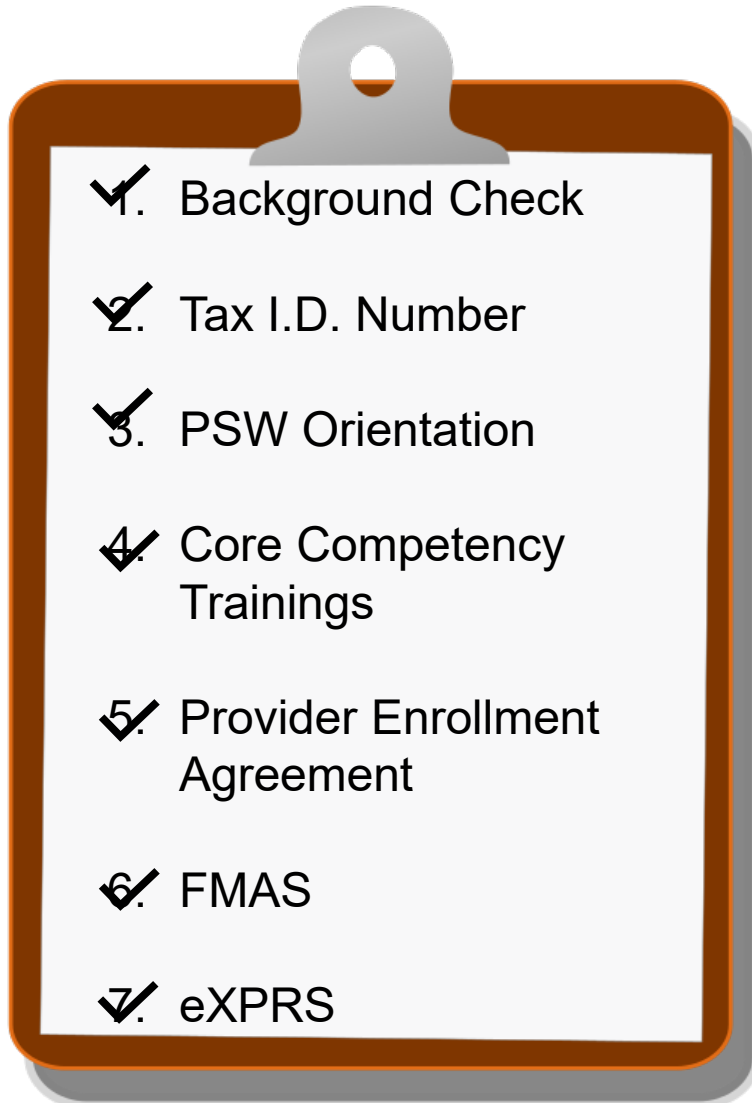 1. Background Check
2. Tax I.D. Number
3. PSW Orientation
4. Core Competency
Trainings
5. Provider Enrollment
Agreement
6. FMAS
7. eXPRS